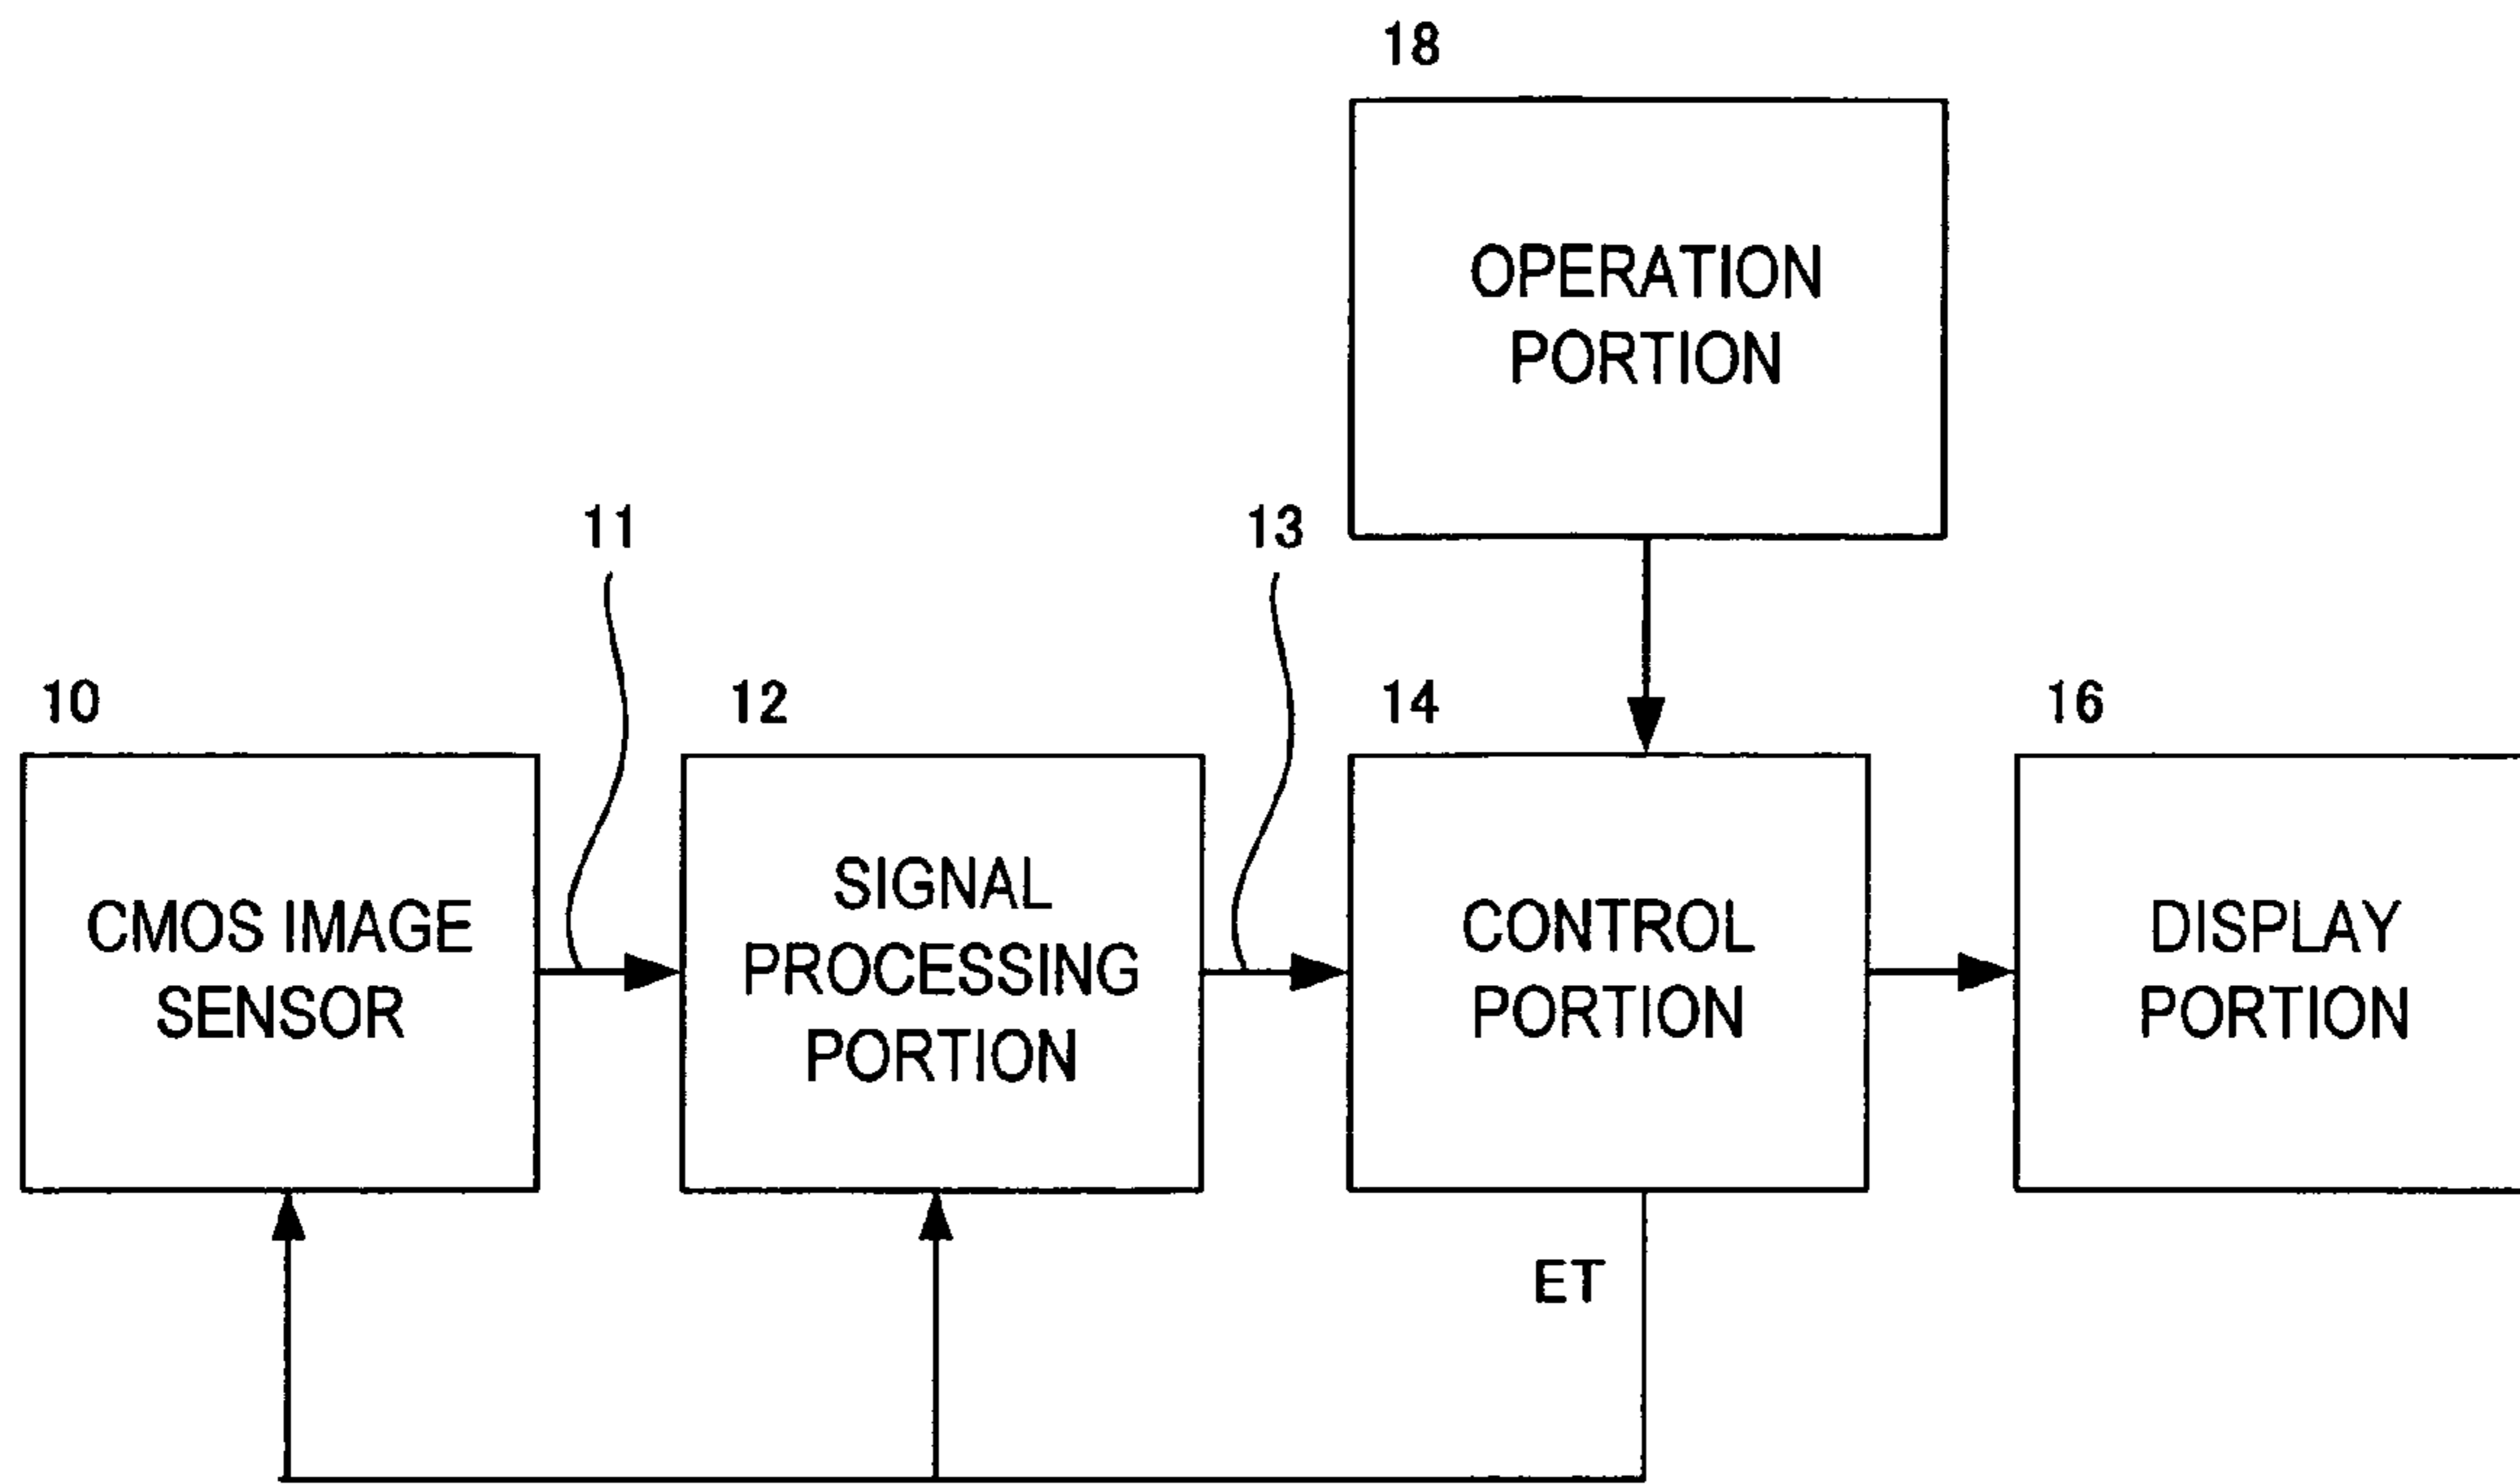 18
OPERATION
PORTION
11
13
10
12
14
16
CMOS IMAGE
SENSOR
SIGNAL
PROCESSING
PORTION
CONTROL
PORTION
DISPLAY
PORTION
ET